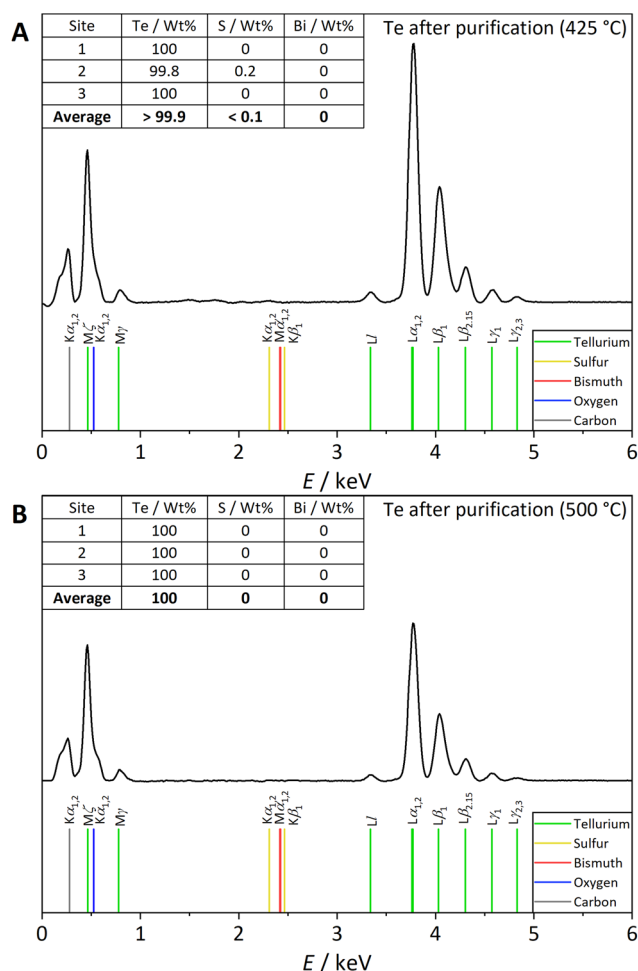 A
Te after purification (425 °C)
Site Te / Wt% S / Wt% Bi / Wt%
1 100 0 0
2 99.8 0.2 0
3 100 0 0
Average > 99.9 < 0.1 0
Kα1,2 Mζ Kα1,2 Mγ Kα1,2 Mα1,2 Kβ1 Ll Lα1,2 Lβ1 Lβ2.15 Lγ1 Lγ2,3
Tellurium
Sulfur
Bismuth
Oxygen
Carbon
0 1 2 3 4 5 6
E / keV
B
Te after purification (500 °C)
Site Te / Wt% S / Wt% Bi / Wt%
1 100 0 0
2 100 0 0
3 100 0 0
Average 100 0 0
Kα1,2 Mζ Kα1,2 Mγ Kα1,2 Mα1,2 Kβ1 Ll Lα1,2 Lβ1 Lβ2.15 Lγ1 Lγ2,3
Tellurium
Sulfur
Bismuth
Oxygen
Carbon
0 1 2 3 4 5 6
E / keV